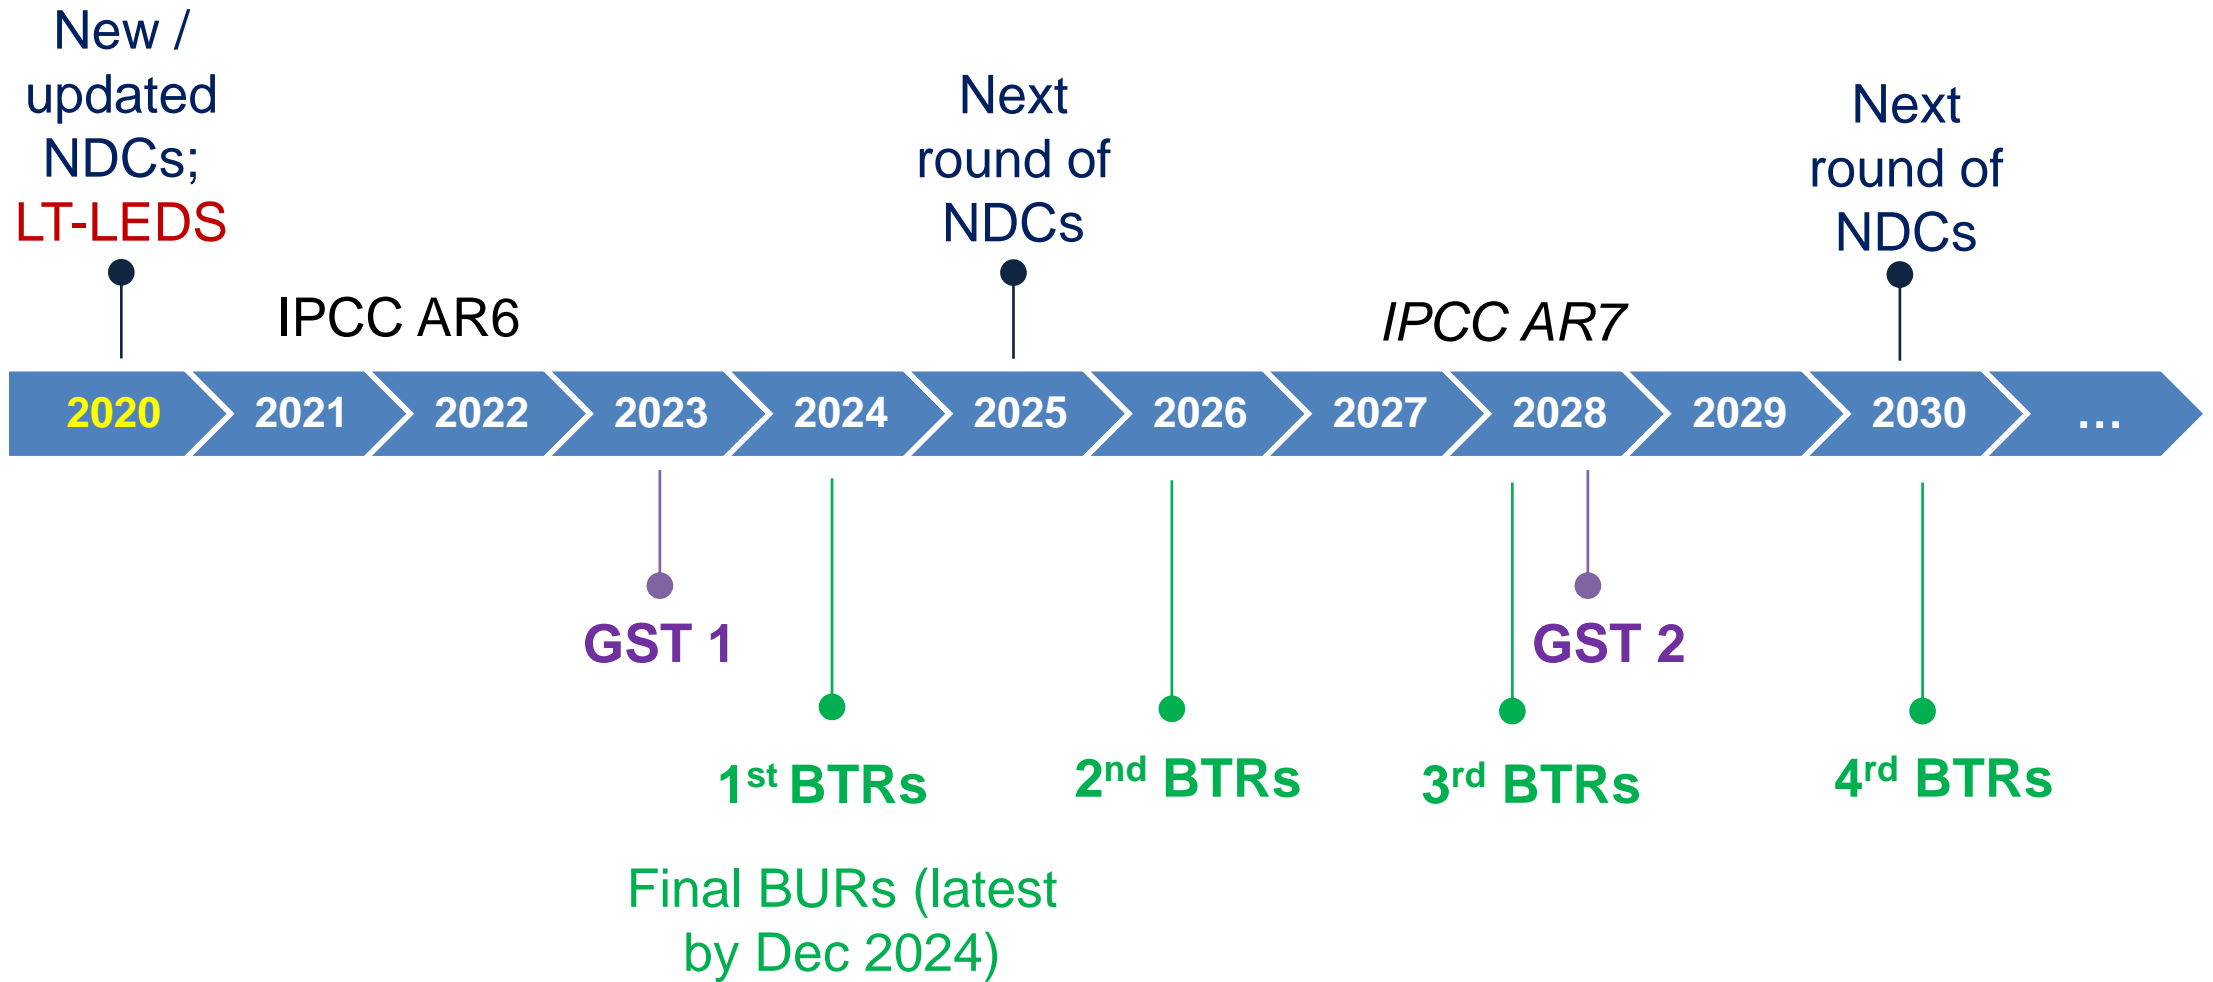 New /
updated
NDCs;
LT-LEDS
Next
round of
NDCs
Next
round of
NDCs
IPCC AR6
IPCC AR7
2020
2021
2022
2023
2024
2025
2026
2027
2028
2029
2030
...
GST 1
GST 2
1st BTRs
2nd BTRs
3rd BTRs
4rd BTRs
Final BURs (latest
by Dec 2024)